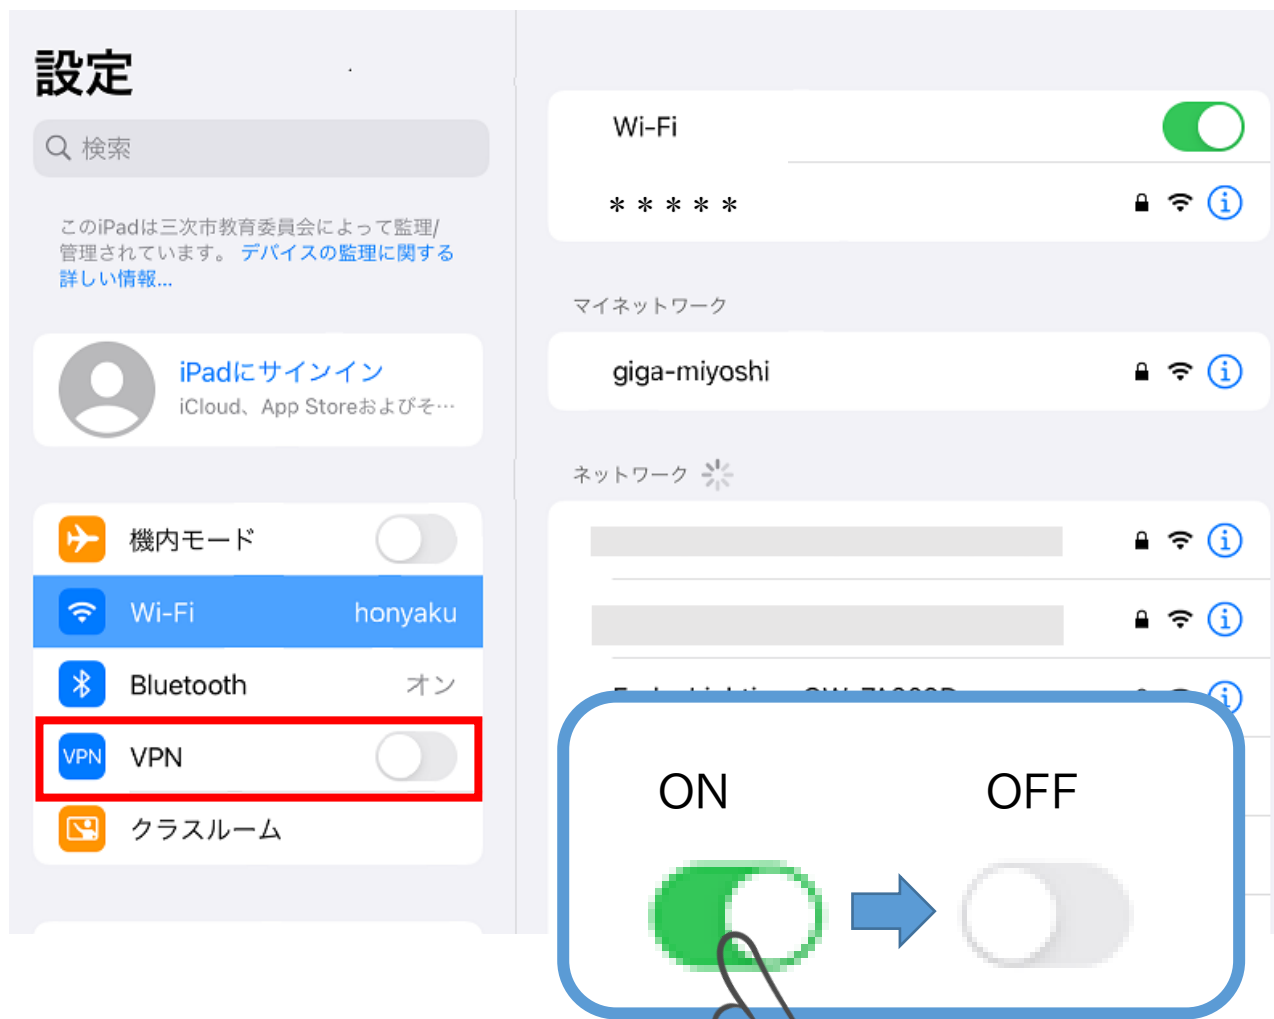 設定
検索
このiPadは三次市教育委員会によって監理/
管理されています。 デバイスの監理に関する
詳しい情報...
iPadにサインイン
iCloud、App Storeおよびそ…
機内モード
Wi-Fi honyaku
Bluetooth オン
VPN VPN
クラスルーム
Wi-Fi
*****
マイネットワーク
giga-miyoshi
ネットワーク
ON OFF